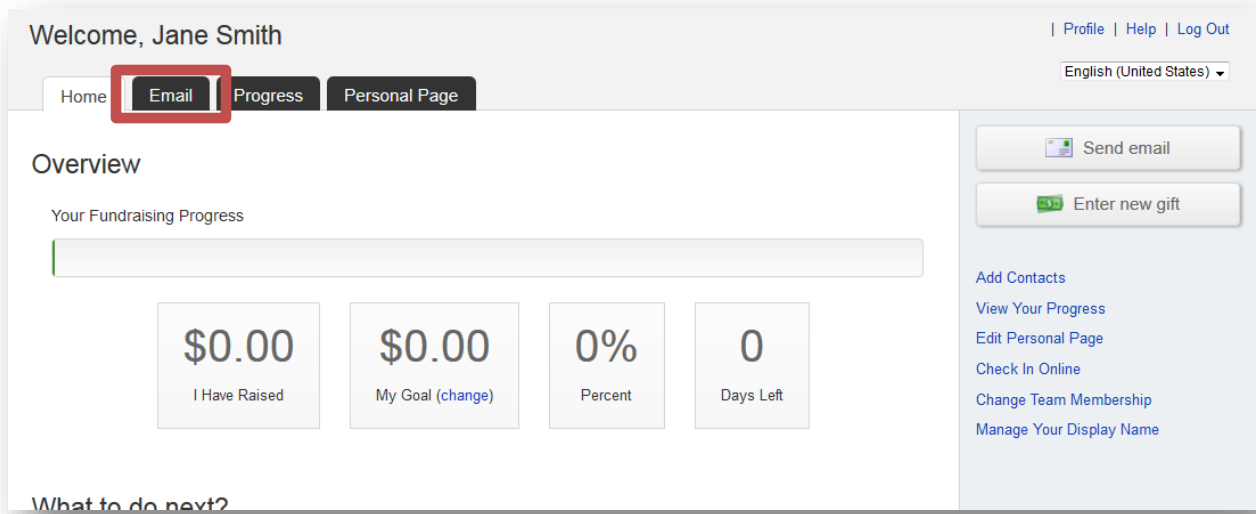 Welcome, Jane Smith
| Profile | Help | Log Out
English (United States)
Home Email Progress Personal Page
Overview
Your Fundraising Progress
$0.00 $0.00 0% 0
I Have Raised My Goal (change) Percent Days Left
What to do next?
Send email
Enter new gift
Add Contacts
View Your Progress
Edit Personal Page
Check In Online
Change Team Membership
Manage Your Display Name